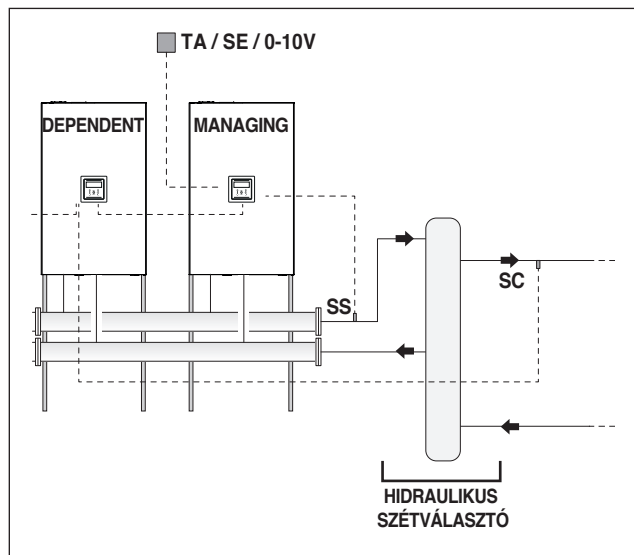 TA / SE / 0-10V
DEPENDENT
MANAGING
SS
SC
HIDRAULIKUS
SZÉTVÁLASZTÓ